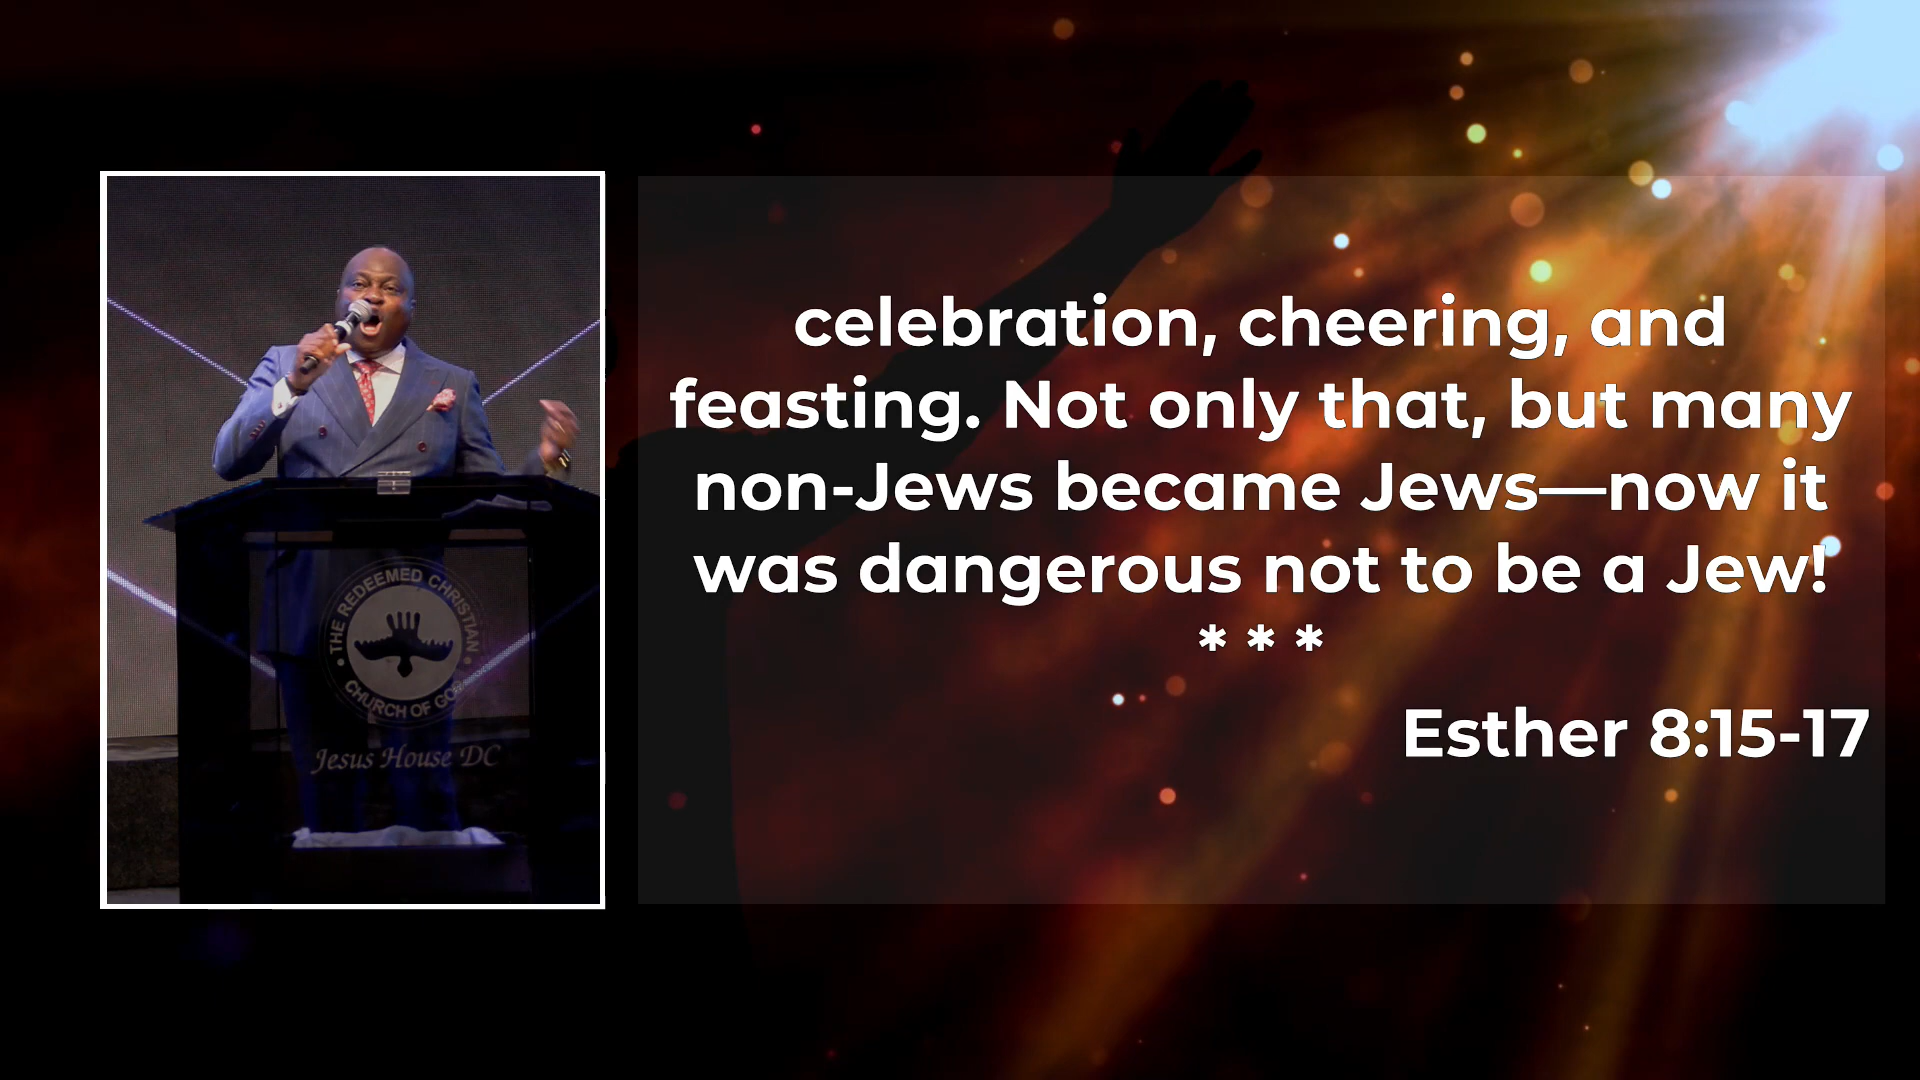 celebration, cheering, and
feasting. Not only that, but many
non-Jews became Jews—now it
was dangerous not to be a Jew!
* * *
Esther 8:15-17
• THE REDEEMED CHRISTIAN •
CHURCH OF GOD
Jesus House DC